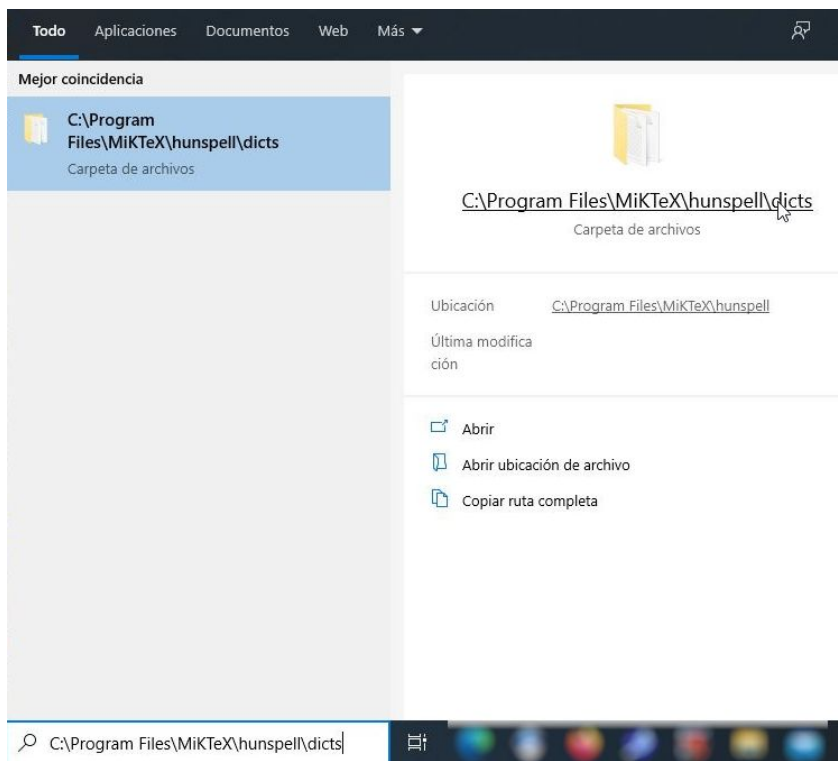 Todo Aplicaciones Documentos Web Más
Mejor coincidencia
C:\Program
Files\MiKTeX\hunspell\dicts
Carpeta de archivos
C:\Program Files\MiKTeX\hunspell\dicts
Carpeta de archivos
Ubicación C:\Program Files\MiKTeX\hunspell
Última modifica
ción
Abrir
Abrir ubicación de archivo
Copiar ruta completa
C:\Program Files\MiKTeX\hunspell\dicts